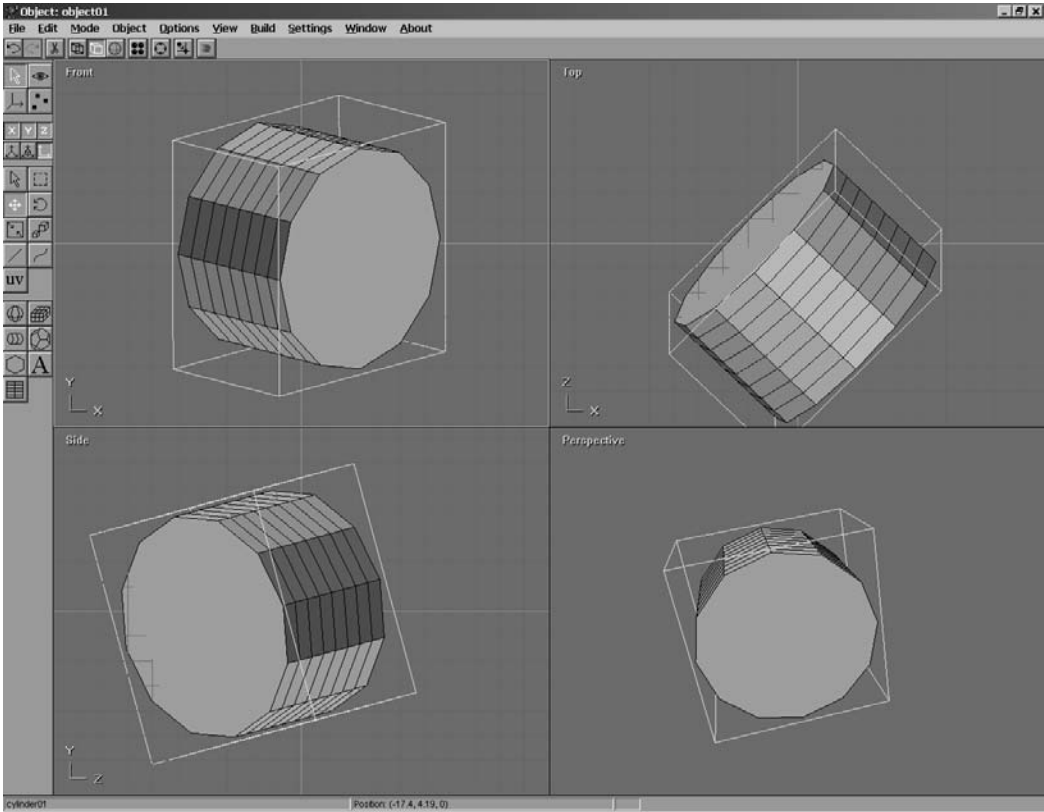 Object: object01
File Edit Mode Object Options View Build Settings Window About
Front
Top
X Y Z
uv
A
Y
X
Z
X
Side
Perspective
Y
Z
cylinder01
Position: (-17.4, 4.19, 0)